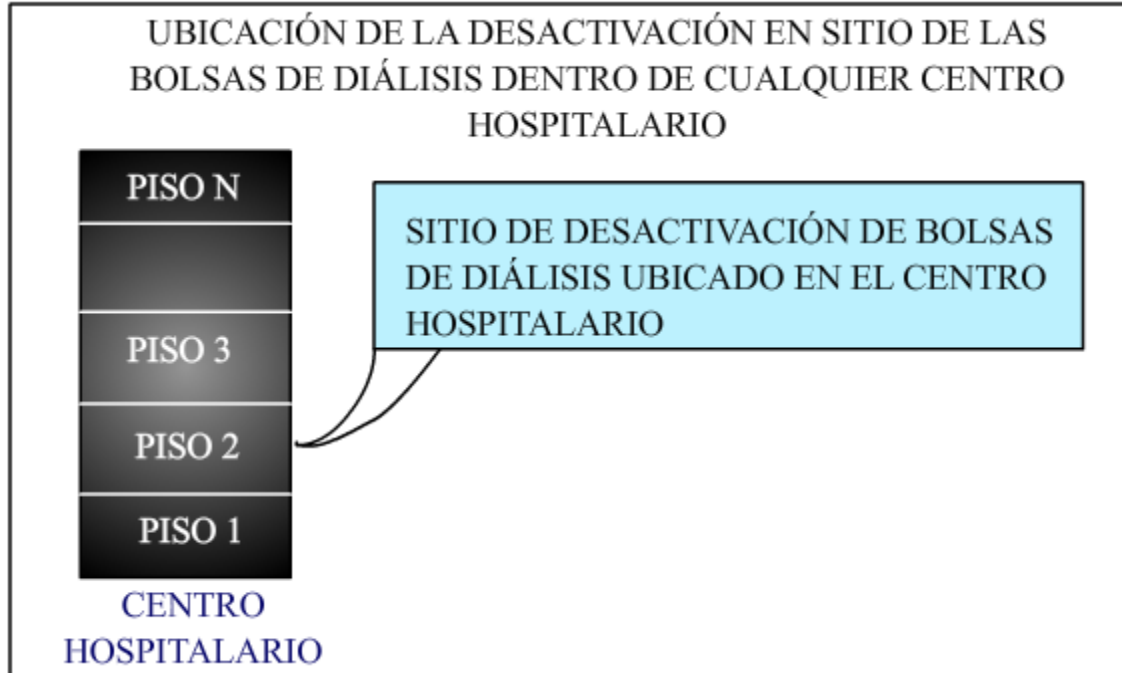 UBICACIÓN DE LA DESACTIVACIÓN EN SITIO DE LAS
BOLSAS DE DIÁLISIS DENTRO DE CUALQUIER CENTRO
HOSPITALARIO
PISO N
SITIO DE DESACTIVACIÓN DE BOLSAS
DE DIÁLISIS UBICADO EN EL CENTRO
HOSPITALARIO
PISO 3
PISO 2
PISO 1
CENTRO
HOSPITALARIO